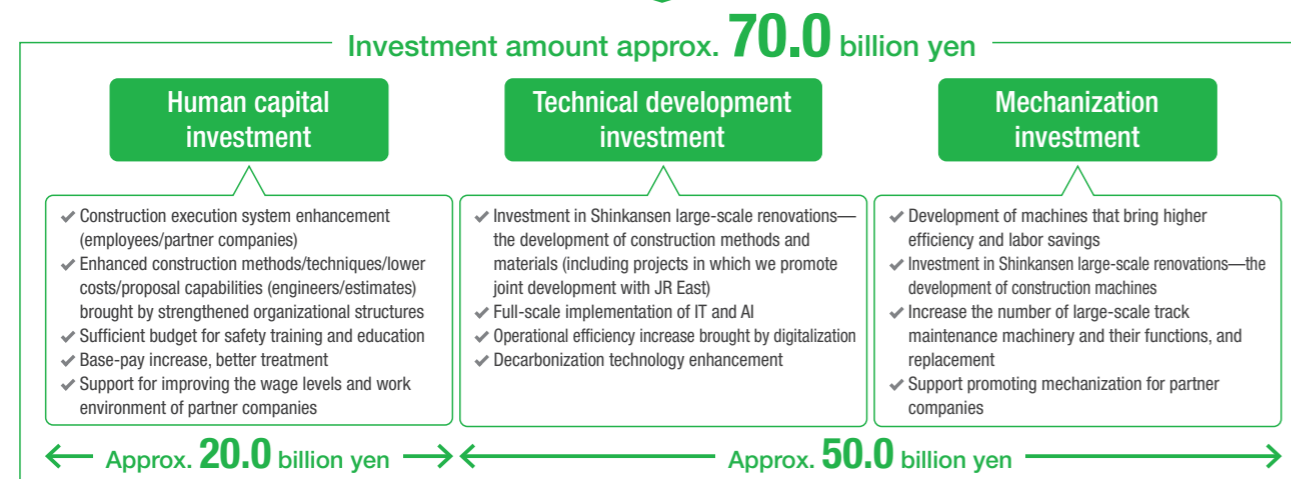 Investment amount approx. 70.0 billion yen
Human capital
investment
✓ Construction execution system enhancement
(employees/partner companies)
✓ Enhanced construction methods/techniques/lower
costs/proposal capabilities (engineers/estimates)
brought by strengthened organizational structures
✓ Sufficient budget for safety training and education
✓ Base-pay increase, better treatment
✓ Support for improving the wage levels and work
environment of partner companies
Technical development
investment
✓ Investment in Shinkansen large-scale renovations—
the development of construction methods and
materials (including projects in which we promote
joint development with JR East)
✓ Full-scale implementation of IT and AI
✓ Operational efficiency increase brought by digitalization
✓ Decarbonization technology enhancement
Mechanization
investment
✓ Development of machines that bring higher
efficiency and labor savings
✓ Investment in Shinkansen large-scale renovations—the
development of construction machines
✓ Increase the number of large-scale track
maintenance machinery and their functions, and
replacement
✓ Support promoting mechanization for partner
companies
Approx. 20.0 billion yen
Approx. 50.0 billion yen